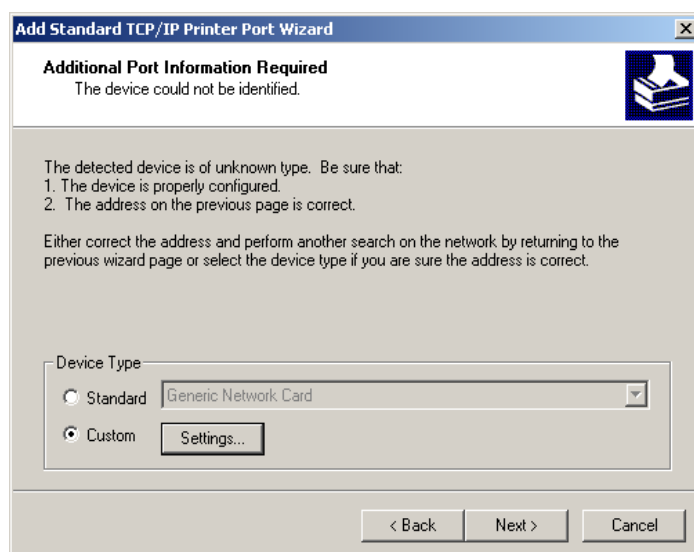 Add Standard TCP/IP Printer Port Wizard
Additional Port Information Required
The device could not be identified.
The detected device is of unknown type.  Be sure that:
1. The device is properly configured.
2.  The address on the previous page is correct.
Either correct the address and perform another search on the network by returning to the
previous wizard page or select the device type if you are sure the address is correct.
Device Type
Standard Generic Network Card
Custom Settings...
< Back Next > Cancel